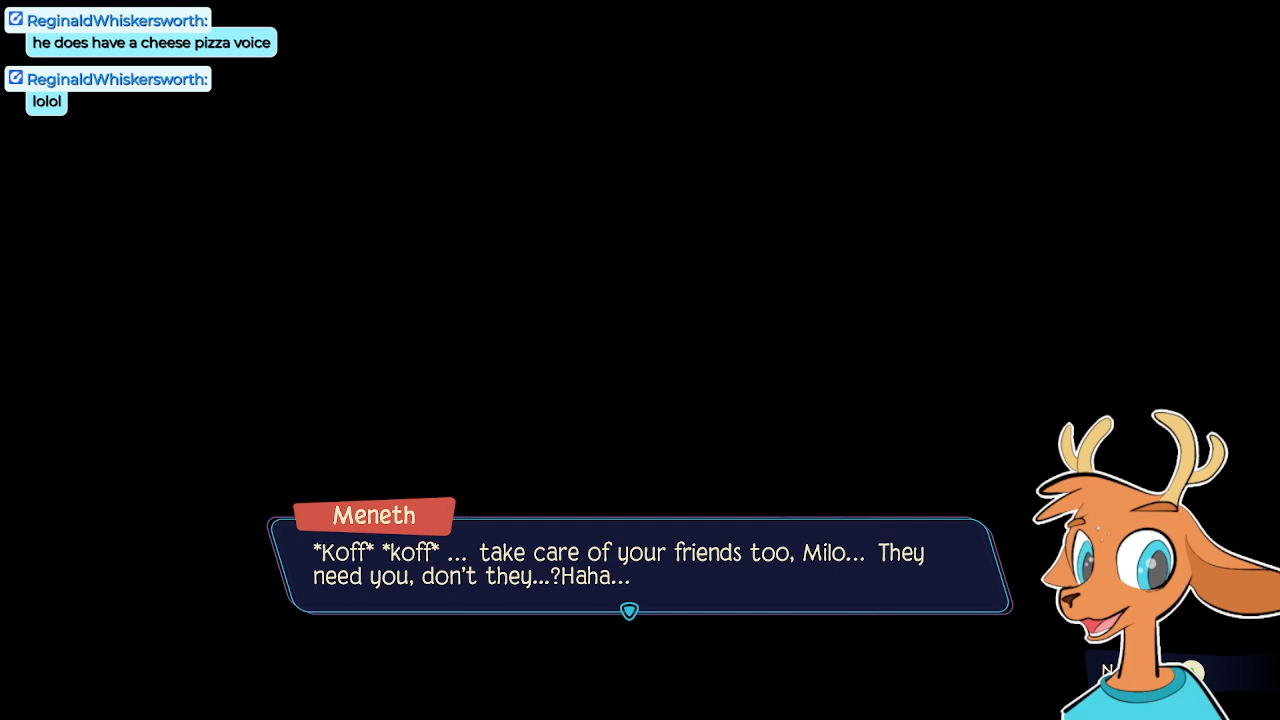 ReginaldWhiskersworth:
he does have a cheese pizza voice
ReginaldWhiskersworth:
lolol
Meneth
*Koff* *koff* ... take care of your friends too, Milo... They
need you, don't they...?Haha...